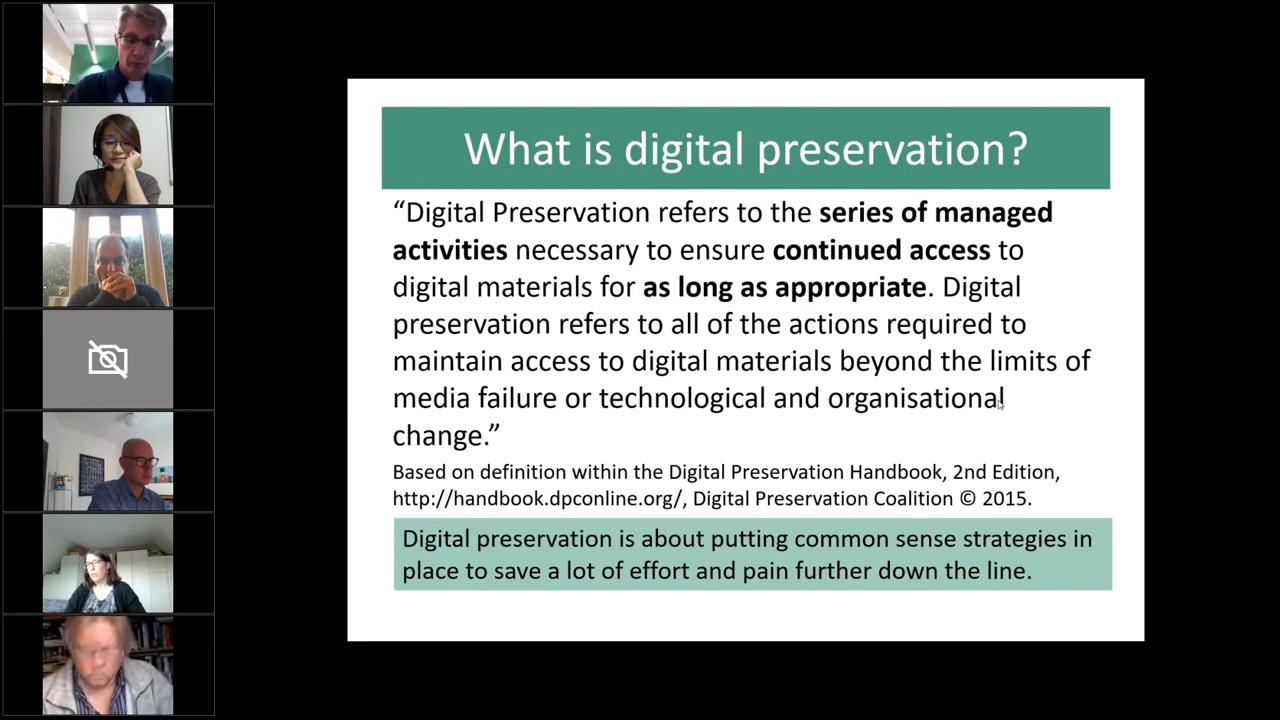 What is digital preservation?
“Digital Preservation refers to the series of managed
activities necessary to ensure continued access to
digital materials for as long as appropriate. Digital
preservation refers to all of the actions required to
maintain access to digital materials beyond the limits of
media failure or technological and organisational
change.”
Based on definition within the Digital Preservation Handbook, 2nd Edition,
http://handbook.dpconline.org/, Digital Preservation Coalition © 2015.
Digital preservation is about putting common sense strategies in
place to save a lot of effort and pain further down the line.